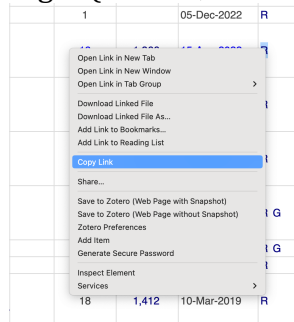 1 05-Dec-2022 R
Open Link in New Tab
Open Link in New Window
Open Link in Tab Group
R
Download Linked File
Download Linked File As...
Add Link to Bookmarks...
Add Link to Reading List
Copy Link
R
Share...
Save to Zotero (Web Page with Snapshot)
Save to Zotero (Web Page without Snapshot)
R G
Zotero Preferences
Add Item
R G
Generate Secure Password
R
Inspect Element
Services
18 1,412 10-Mar-2019 R